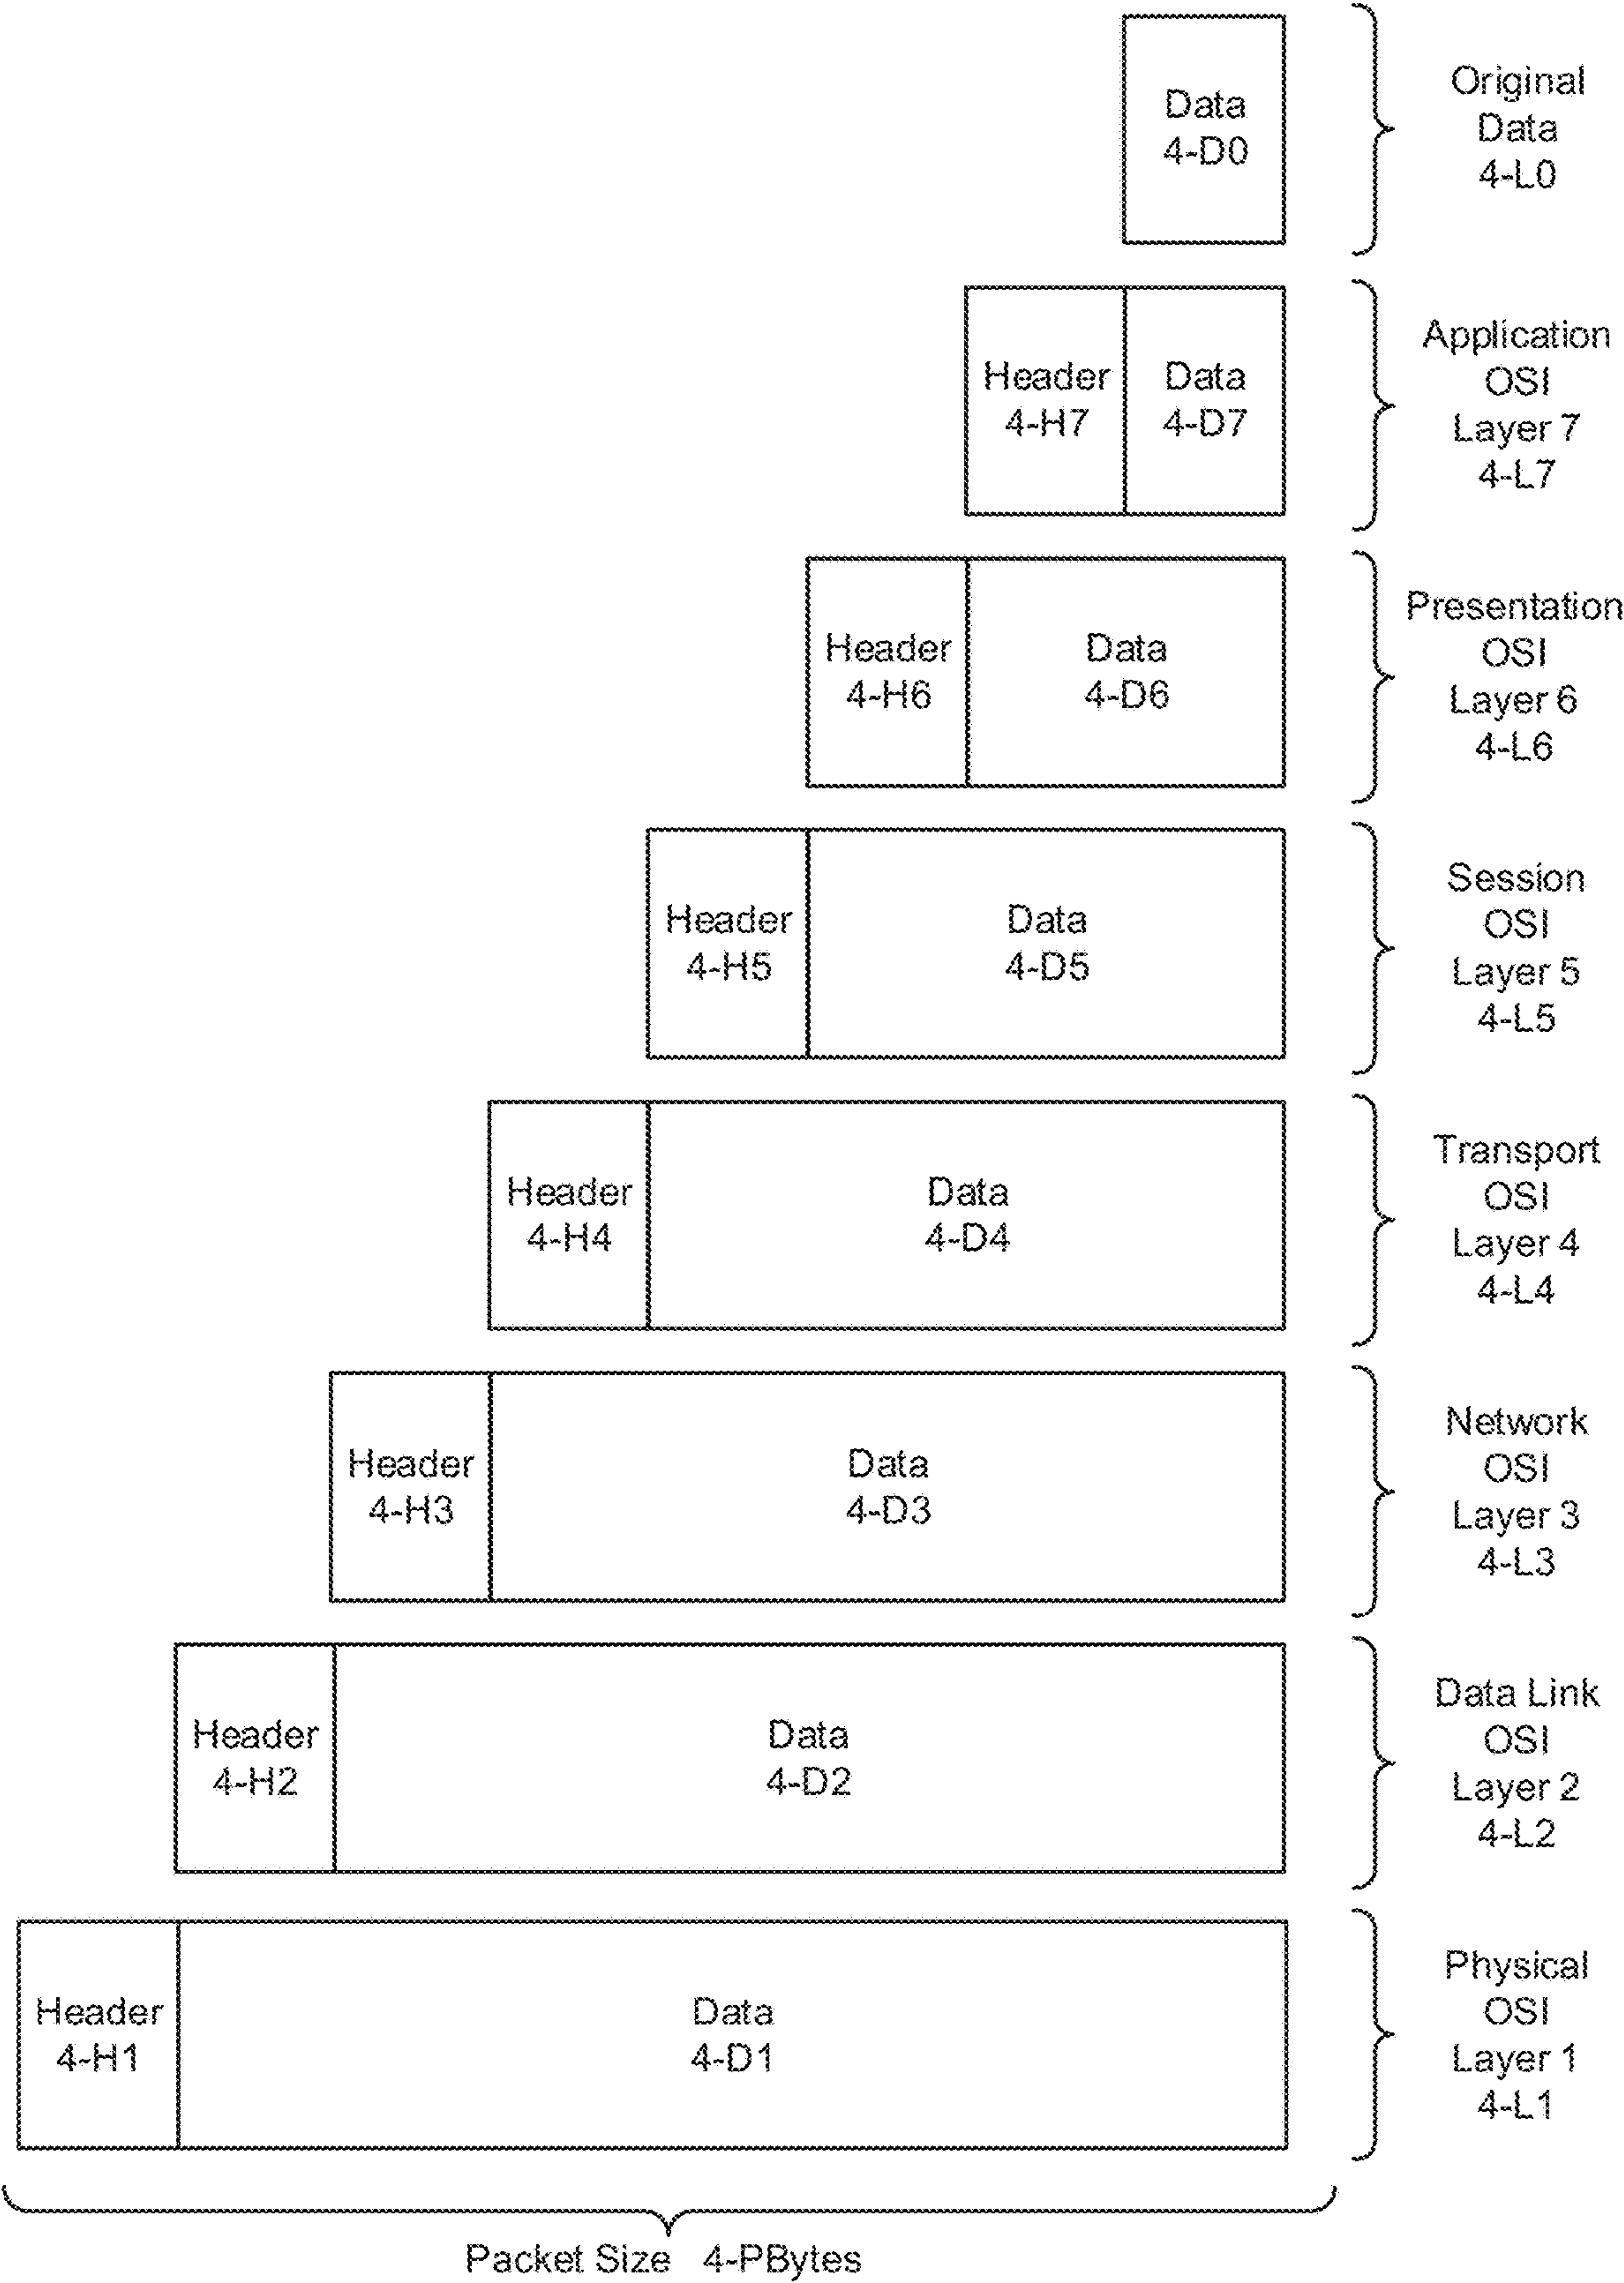 Data
4-D0
Original
Data
4-L0
Header
4-H7
Data
4-D7
Application
OSI
Layer 7
4-L7
Header
4-H6
Data
4-D6
Presentation
OSI
Layer 6
4-L6
Header
4-H5
Data
4-D5
Session
OSI
Layer 5
4-L5
Header
4-H4
Data
4-D4
Transport
OSI
Layer 4
4-L4
Header
4-H3
Data
4-D3
Network
OSI
Layer 3
4-L3
Header
4-H2
Data
4-D2
Data Link
OSI
Layer 2
4-L2
Header
4-H1
Data
4-D1
Physical
OSI
Layer 1
4-L1
Packet Size 4-PBytes